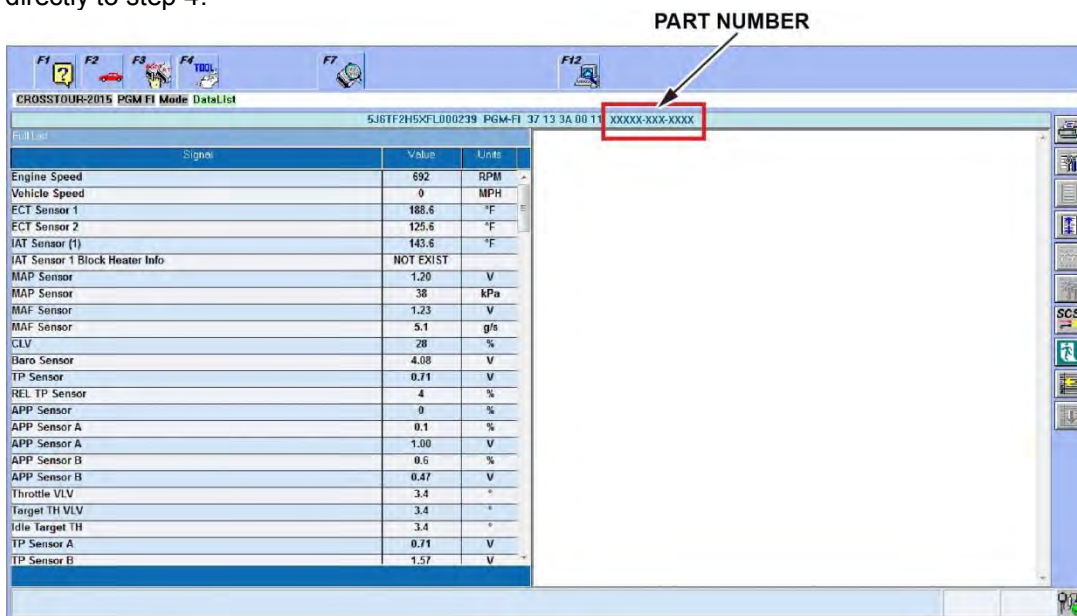 directly to step 4.
PART NUMBER
F1 F2 F3 F4 TOOL F7 F12
CROSSTOUR-2015 PGM FI Mode DataList
5J6TF2H5XFL000239 PGM-FI 37 13 3A 00 11 XXXXX-XXX-XXXX
Full List
Signal Value Units
Engine Speed 692 RPM
Vehicle Speed 0 MPH
ECT Sensor 1 188.6 °F
ECT Sensor 2 125.6 °F
IAT Sensor (1) 143.6 °F
IAT Sensor 1 Block Heater Info NOT EXIST
MAP Sensor 1.20 V
MAP Sensor 38 kPa
MAF Sensor 1.23 V
MAF Sensor 5.1 g/s
SCS
CLV 28 %
Baro Sensor 4.08 V
TP Sensor 0.71 V
REL TP Sensor 4 %
APP Sensor 0 %
APP Sensor A 0.1 %
APP Sensor A 1.00 V
APP Sensor B 0.6 %
APP Sensor B 0.47 V
Throttle VLV 3.4 °
Target TH VLV 3.4 °
Idle Target TH 3.4 °
TP Sensor A 0.71 V
TP Sensor B 1.57 V